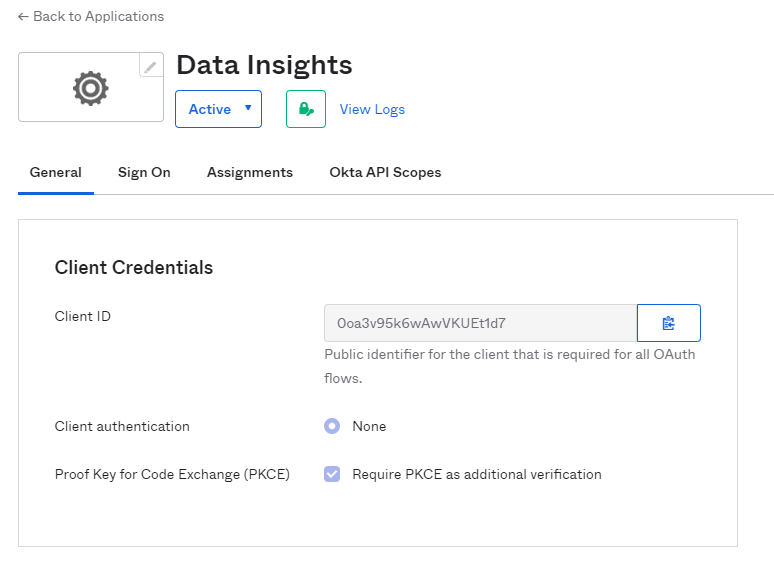 ← Back to Applications
Data Insights
Active
View Logs
General
Sign On
Assignments
Okta API Scopes
Client Credentials
Client ID
0oa3v95k6wAwVKUEt1d7
Public identifier for the client that is required for all OAuth
flows.
Client authentication
None
Proof Key for Code Exchange (PKCE)
Require PKCE as additional verification